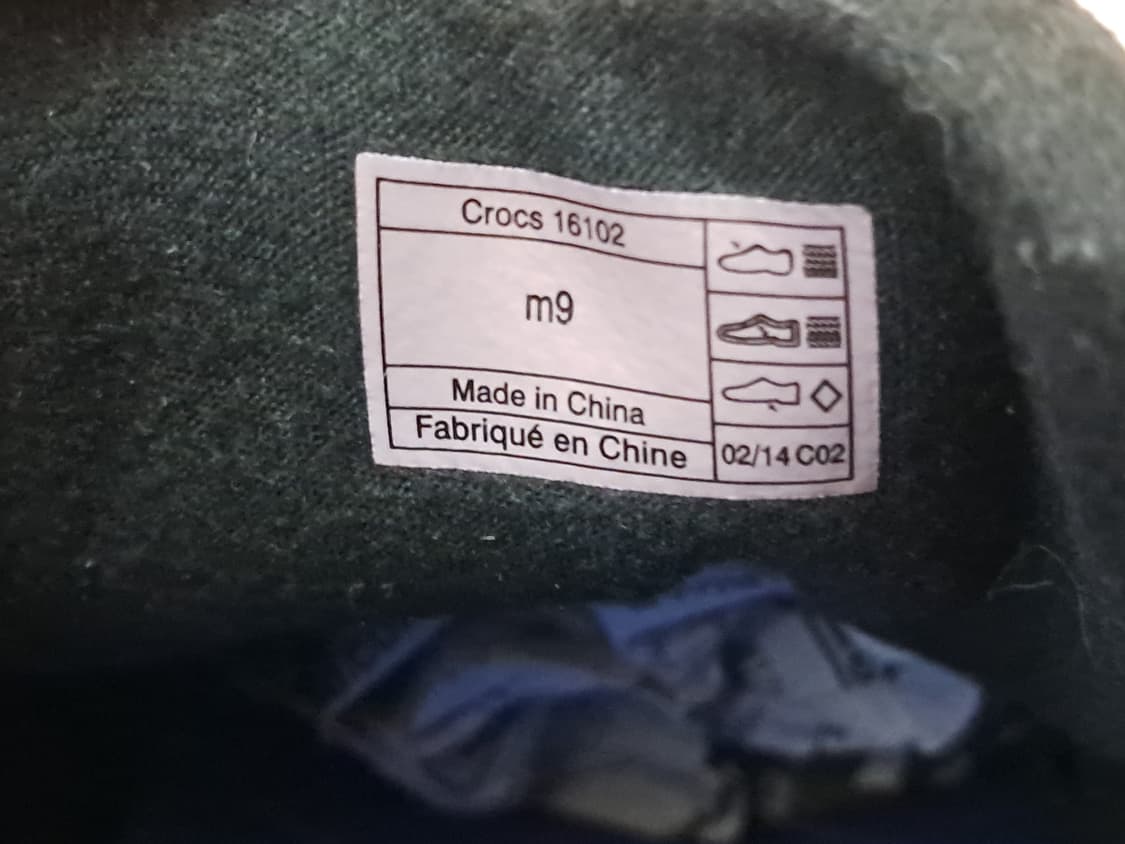 Crocs 16102
m9
Made in China
Fabriqué en Chine
02/14 C02